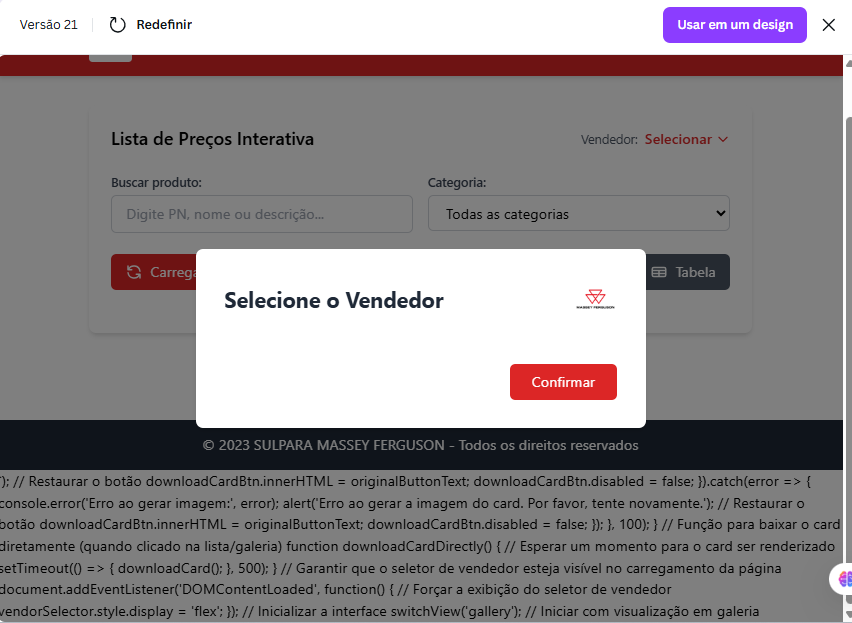 Versão 21
Redefinir
Usar em um design
Lista de Preços Interativa
Vendedor: Selecionar
Buscar produto:
Categoria:
Digite PN, nome ou descrição...
Todas as categorias
Carrega
Tabela
Selecione o Vendedor
MASSEY FERGUSON
Confirmar
© 2023 SULPARA MASSEY FERGUSON - Todos os direitos reservados
'); // Restaurar o botão downloadCardBtn.innerHTML = originalButtonText; downloadCardBtn.disabled = false; }).catch(error => {
console.error('Erro ao gerar imagem:', error); alert('Erro ao gerar a imagem do card. Por favor, tente novamente.'); // Restaurar o
botão downloadCardBtn.innerHTML = originalButtonText; downloadCardBtn.disabled = false; }); }, 100); } // Função para baixar o card
diretamente (quando clicado na lista/galeria) function downloadCardDirectly() { // Esperar um momento para o card ser renderizado
setTimeout(() => { downloadCard(); }, 500); } // Garantir que o seletor de vendedor esteja visível no carregamento da página
document.addEventListener('DOMContentLoaded', function() { // Forçar a exibição do seletor de vendedor
vendorSelector.style.display = 'flex'; }); // Inicializar a interface switchView('gallery'); // Iniciar com visualização em galeria